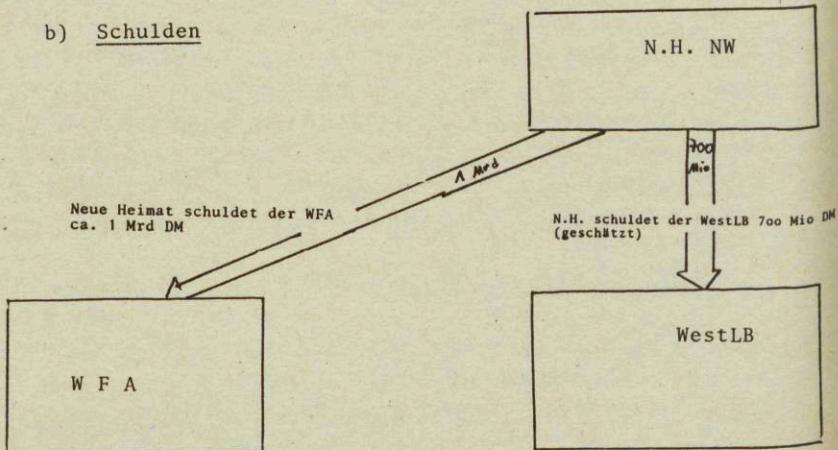 b) Schulden
N.H. NW
1 Mrd
700
Mio
Neue Heimat schuldet der WFA
ca. 1 Mrd DM
N.H. schuldet der WestLB 7oo Mio DM
(geschätzt)
WestLB
W F A